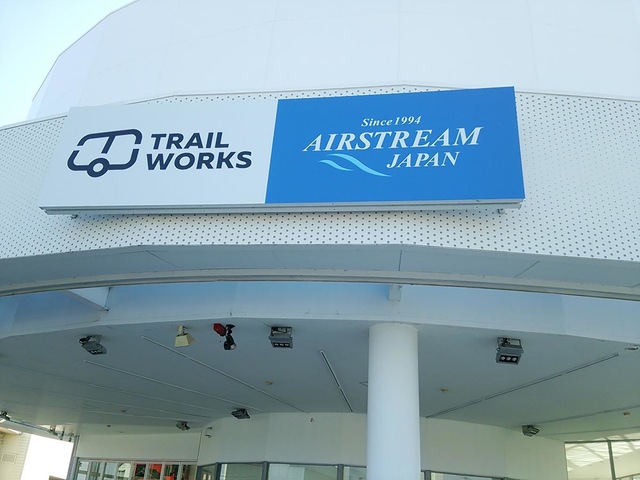 TRAIL
WORKS
Since 1994
AIRSTREAM
JAPAN